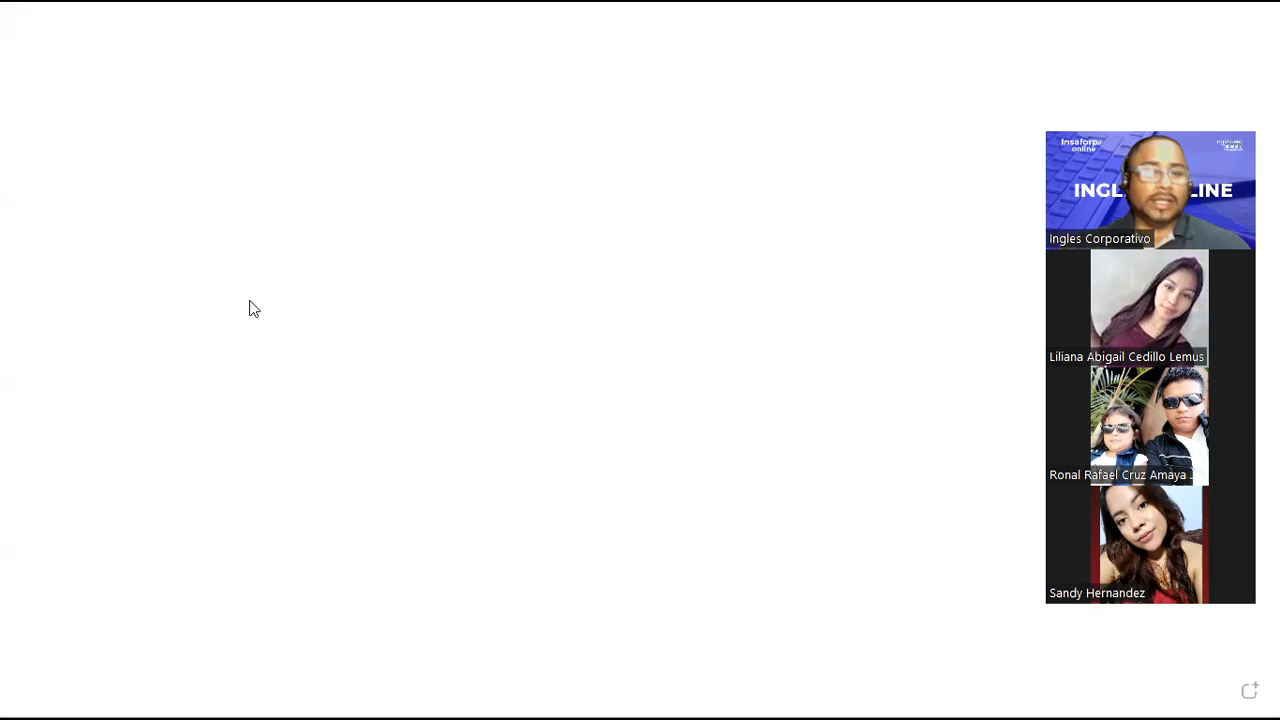 Insaforp
online
INGL LINE
Ingles Corporativo
Liliana Abigail Cedillo Lemus
Ronal Rafael Cruz Amaya
Sandy Hernandez